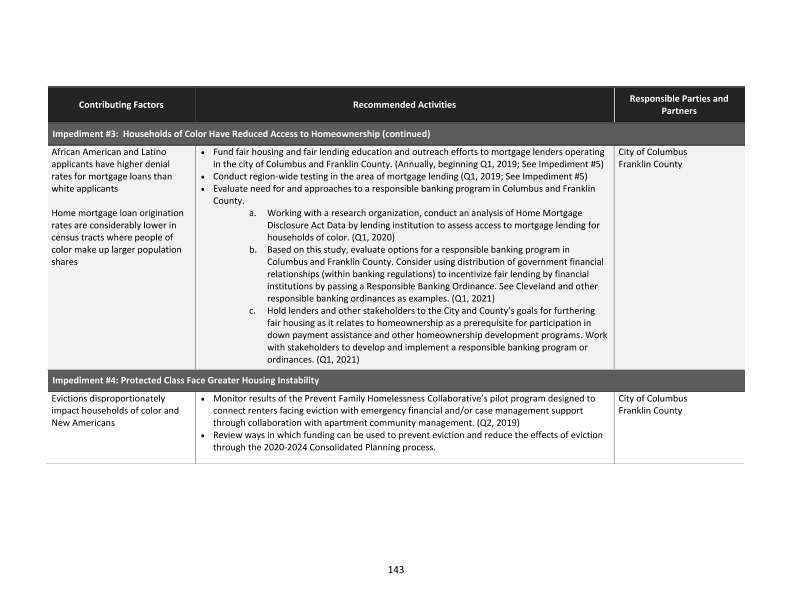 Contributing Factors
Recommended Activities
Responsible Parties and
Partners
Impediment #3:  Households of Color Have Reduced Access to Homeownership (continued)
African American and Latino
applicants have higher denial
rates for mortgage loans than
white applicants
Home mortgage loan origination
rates are considerably lower in
census tracts where people of
color make up larger population
shares
• Fund fair housing and fair lending education and outreach efforts to mortgage lenders operating
in the city of Columbus and Franklin County. (Annually, beginning Q1, 2019; See Impediment #5)
• Conduct region-wide testing in the area of mortgage lending (Q1, 2019; See Impediment #5)
• Evaluate need for and approaches to a responsible banking program in Columbus and Franklin
County.
a. Working with a research organization, conduct an analysis of Home Mortgage
Disclosure Act Data by lending institution to assess access to mortgage lending for
households of color. (Q1, 2020)
b. Based on this study, evaluate options for a responsible banking program in
Columbus and Franklin County. Consider using distribution of government financial
relationships (within banking regulations) to incentivize fair lending by financial
institutions by passing a Responsible Banking Ordinance. See Cleveland and other
responsible banking ordinances as examples. (Q1, 2021)
c. Hold lenders and other stakeholders to the City and County's goals for furthering
fair housing as it relates to homeownership as a prerequisite for participation in
down payment assistance and other homeownership development programs. Work
with stakeholders to develop and implement a responsible banking program or
ordinances. (Q1, 2021)
City of Columbus
Franklin County
Impediment #4: Protected Class Face Greater Housing Instability
Evictions disproportionately
impact households of color and
New Americans
• Monitor results of the Prevent Family Homelessness Collaborative's pilot program designed to
connect renters facing eviction with emergency financial and/or case management support
through collaboration with apartment community management. (Q2, 2019)
• Review ways in which funding can be used to prevent eviction and reduce the effects of eviction
through the 2020-2024 Consolidated Planning process.
City of Columbus
Franklin County
143